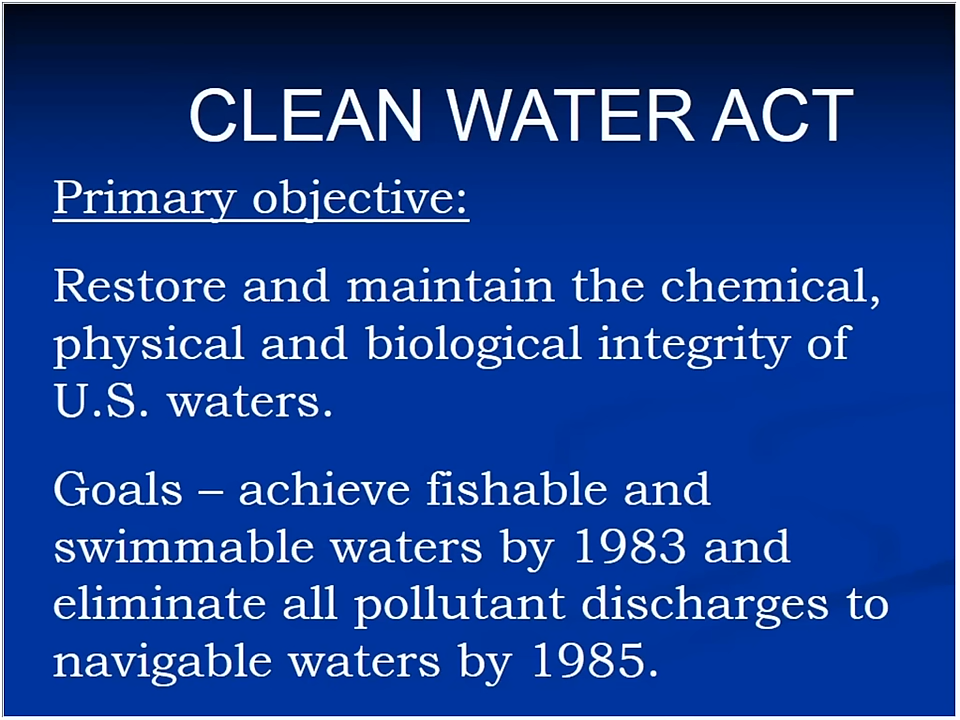 CLEAN WATER ACT
Primary objective:
Restore and maintain the chemical,
physical and biological integrity of
U.S. waters.
Goals – achieve fishable and
swimmable waters by 1983 and
eliminate all pollutant discharges to
navigable waters by 1985.